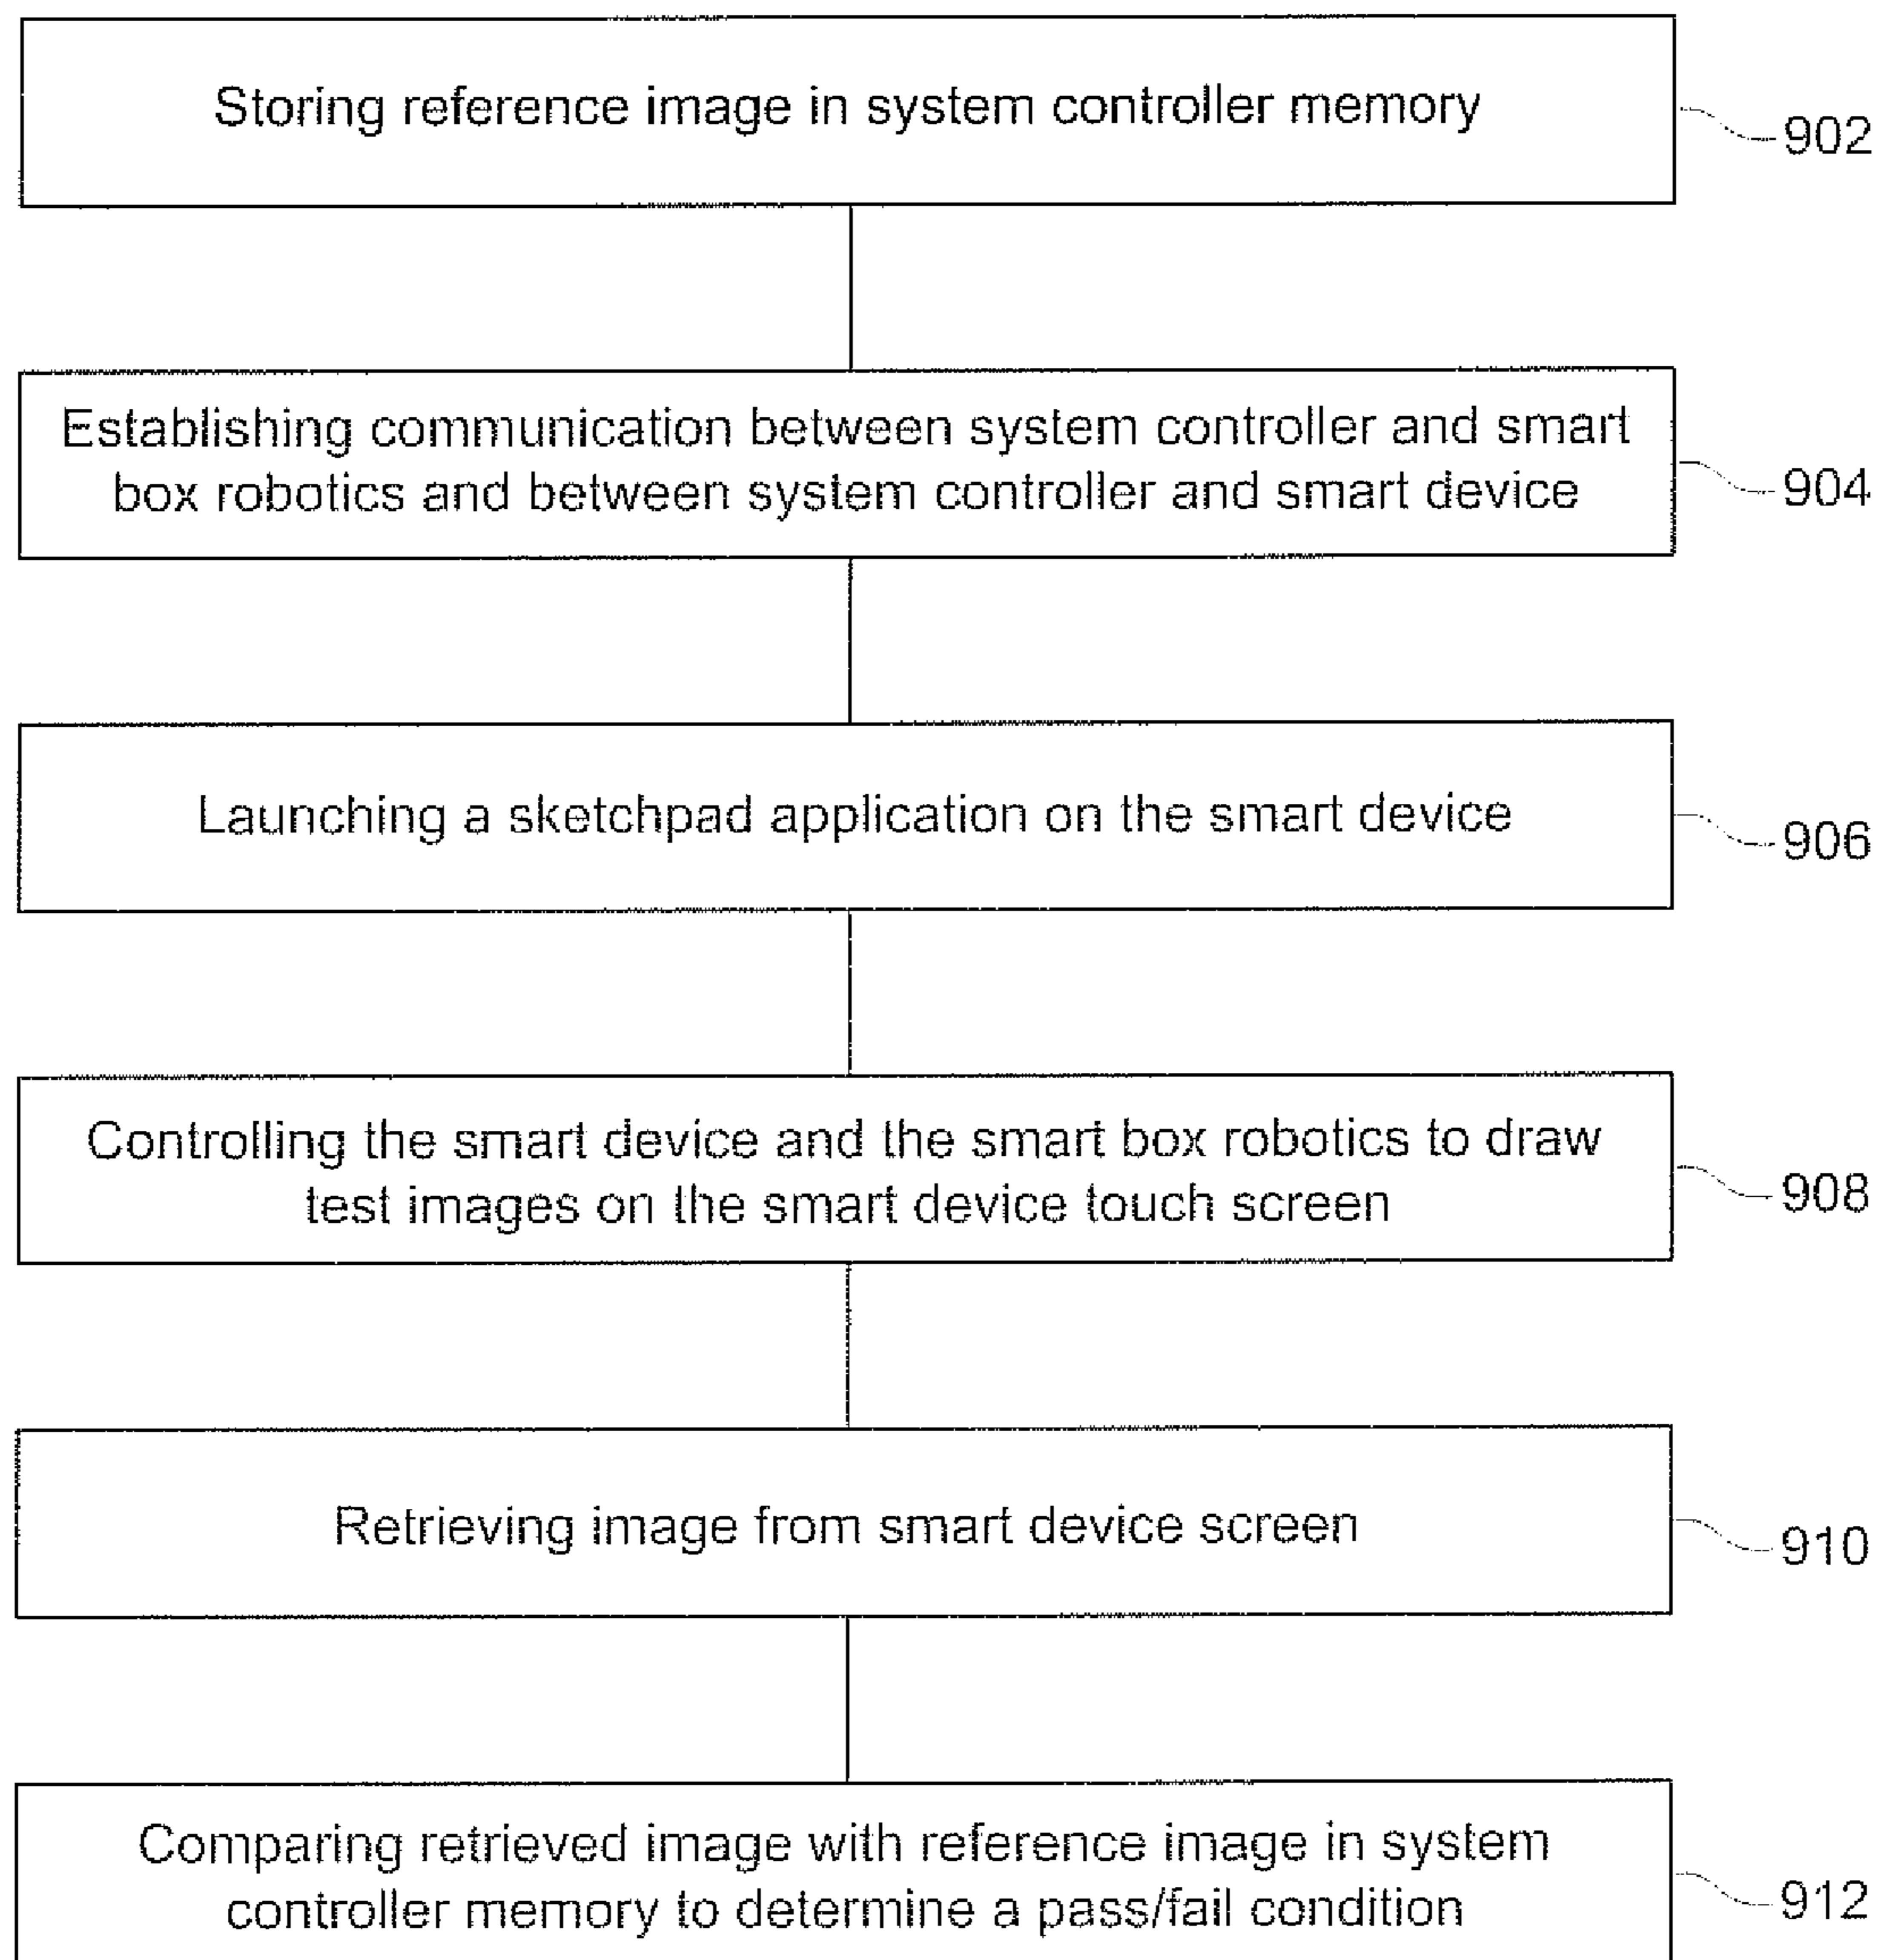 Storing reference image in system controller memory
902
Establishing communication between system controller and smart
box robotics and between system controller and smart device
904
Launching a sketchpad application on the smart device
906
Controlling the smart device and the smart box robotics to draw
test images on the smart device touch screen
908
Retrieving image from smart device screen
910
Comparing retrieved image with reference image in system
controller memory to determine a pass/fail condition
912